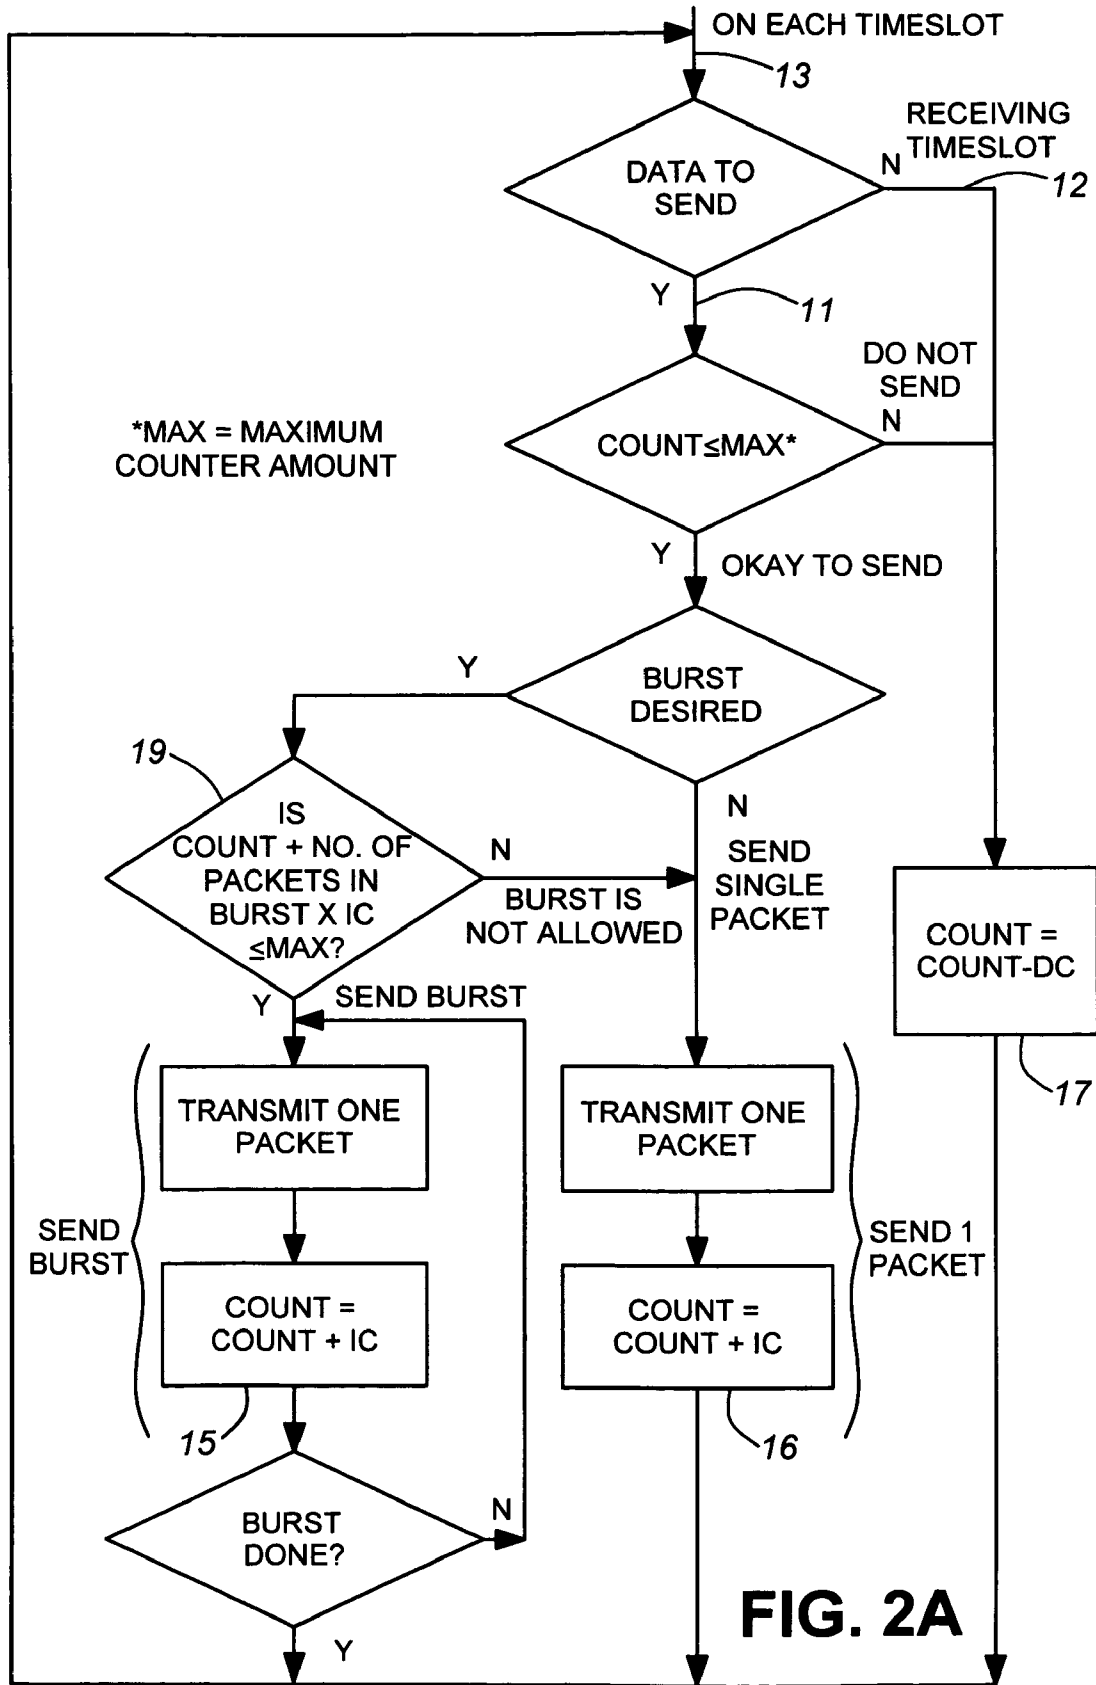 ON EACH TIMESLOT
13
RECEIVING
TIMESLOT
N
12
DATA TO
SEND
Y
11
DO NOT
SEND
N
*MAX = MAXIMUM
COUNTER AMOUNT
COUNT≤MAX*
Y
OKAY TO SEND
Y
BURST
DESIRED
19
N
IS
COUNT + NO. OF
PACKETS IN
BURST X IC
≤MAX?
N
BURST IS
NOT ALLOWED
SEND
SINGLE
PACKET
COUNT =
COUNT-DC
17
Y
SEND BURST
TRANSMIT ONE
PACKET
TRANSMIT ONE
PACKET
SEND
BURST
SEND 1
PACKET
COUNT =
COUNT + IC
COUNT =
COUNT + IC
15
16
BURST
DONE?
N
Y
FIG. 2A